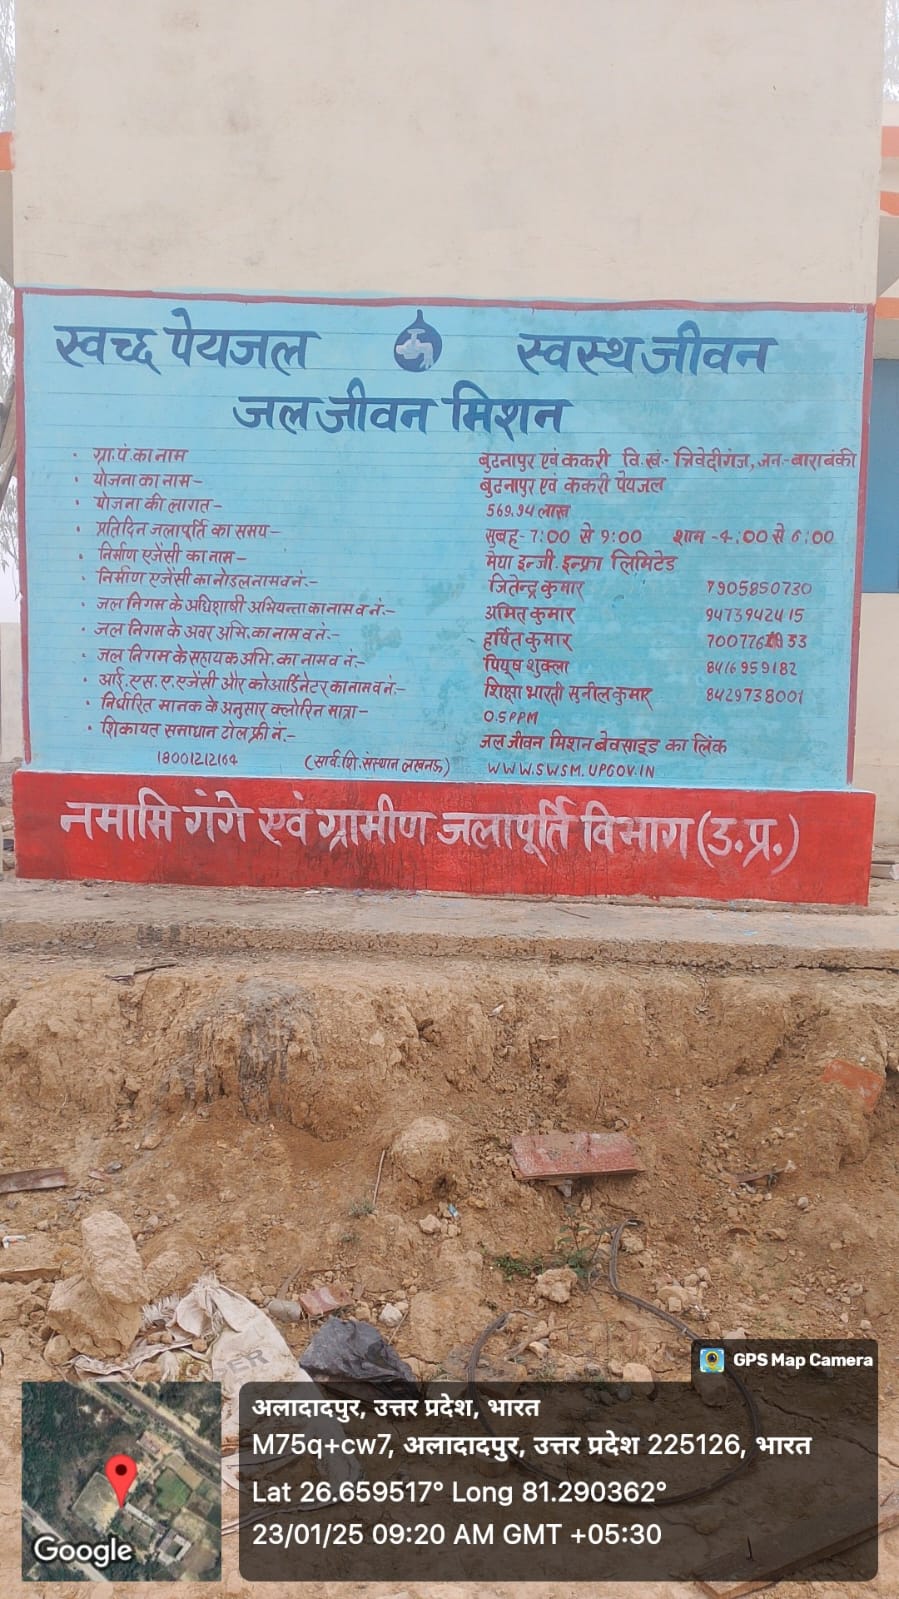 स्वच्छ पेयजल स्वस्थ जीवन
जल जीवन मिशन
· ग्रा.पं.का नाम बुढनापुर एवं ककरी वि.खं.- त्रिवेदीगंज, जन.- बाराबंकी
· योजना का नाम- बुढनापुर एवं ककरी पेयजल
· योजना की लागत- 569.94 लाख
· प्रतिदिन जलापूर्ति का समय- सुबह- 7:00 से 9:00 शाम -4:00 से 6:00
· निर्माण एजेंसी का नाम- मेघा इन्जी. इन्फ्रा लिमिटेड
· निर्माण एजेंसी का नोडल नाम व नं.- जितेन्द्र कुमार 7905850730
· जल निगम के अधिशाषी अभियन्ता का नाम व नं.- अमित कुमार 9473942415
· जल निगम के अवर अभि. का नाम व नं.- हर्षित कुमार
· जल निगम के सहायक अभि. का नाम व नं.- पियूष शुक्ला 8416959182
· आई.एस.ए.एजेंसी और कोआर्डिनेटर का नाम व नं.- शिक्षा भारती सुनील कुमार 8429738001
· निर्धारित मानक के अनुसार क्लोरिन मात्रा- 0.5PPM
· शिकायत समाधान टोल फ्री नं.- जल जीवन मिशन बेवसाइड का लिंक
18001212164 (सार्व.शि.संस्थान लखनऊ) WWW.SWSM.UPGOV.IN
नमामि गंगे एवं ग्रामीण जलापूर्ति विभाग (उ.प्र.)
GPS Map Camera
अलादादपुर, उत्तर प्रदेश, भारत
M75q+cw7, अलादादपुर, उत्तर प्रदेश 225126, भारत
Lat 26.659517° Long 81.290362°
23/01/25 09:20 AM GMT +05:30
Google